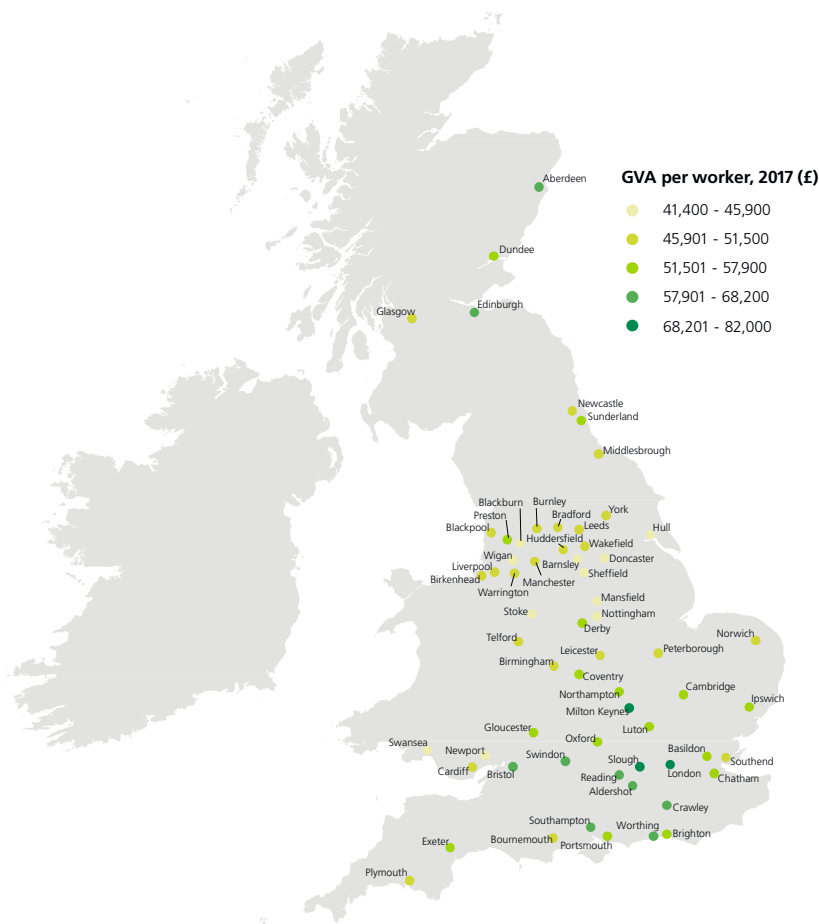 Aberdeen
GVA per worker, 2017 (£)
41,400 - 45,900
45,901 - 51,500
51,501 - 57,900
57,901 - 68,200
68,201 - 82,000
Dundee
Edinburgh
Glasgow
Newcastle
Sunderland
Middlesbrough
Blackburn
Burnley
Preston
Bradford
York
Blackpool
Leeds
Hull
Huddersfield
Wakefield
Wigan
Barnsley
Doncaster
Liverpool
Sheffield
Birkenhead
Manchester
Warrington
Mansfield
Stoke
Nottingham
Derby
Telford
Norwich
Leicester
Peterborough
Birmingham
Coventry
Northampton
Cambridge
Milton Keynes
Ipswich
Gloucester
Luton
Oxford
Swansea
Newport
Basildon
Swindon
Slough
Southend
Cardiff
Bristol
Reading
London
Chatham
Aldershot
Crawley
Southampton
Worthing
Exeter
Bournemouth
Portsmouth
Brighton
Plymouth